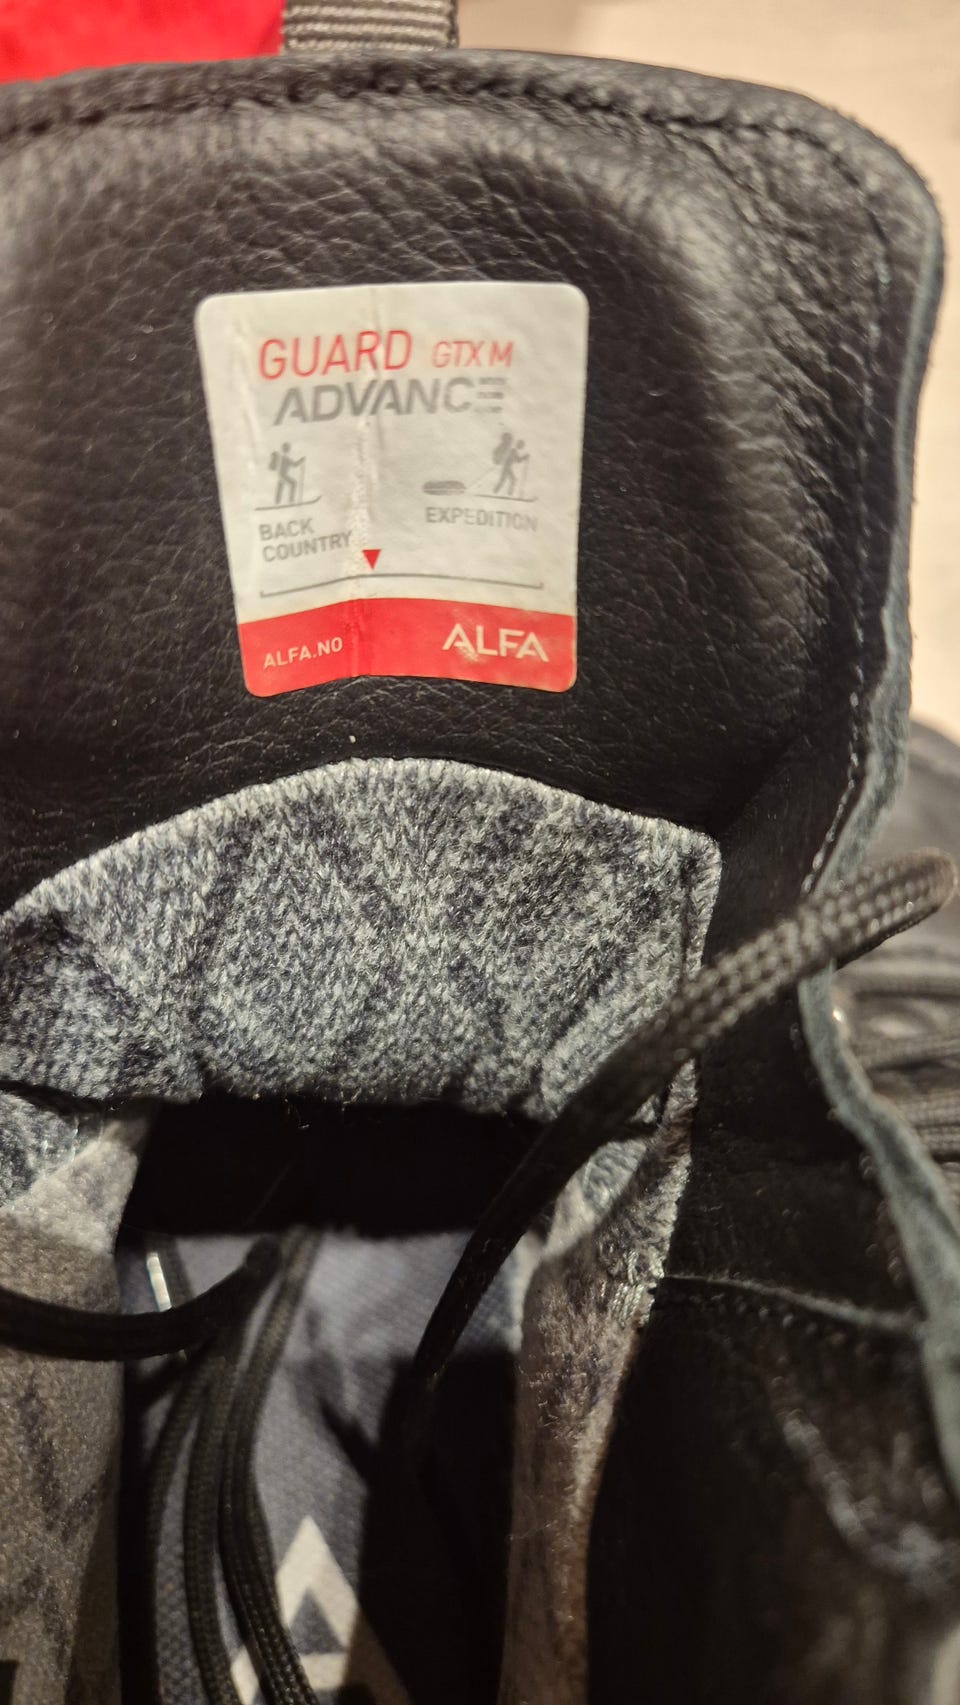 GUARD GTX M
ADVANCE
BACK
COUNTRY
EXPEDITION
ALFA.NO
ALFA